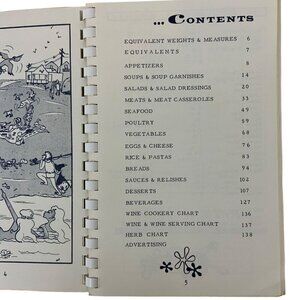 ... CONTENTS
EQUIVALENT WEIGHTS & MEASURES 6
EQUIVALENTS 7
APPETIZERS 8
SOUPS & SOUP GARNISHES 14
SALADS & SALAD DRESSINGS 20
MEATS & MEAT CASSEROLES 33
SEAFOOD 49
POULTRY 59
VEGETABLES 68
EGGS & CHEESE 76
RICE & PASTAS 83
BREADS 94
SAUCES & RELISHES 102
DESSERTS 107
BEVERAGES 127
WINE COOKERY CHART 136
WINE & WINE SERVING CHART 137
HERB CHART 138
ADVERTISING
4
5